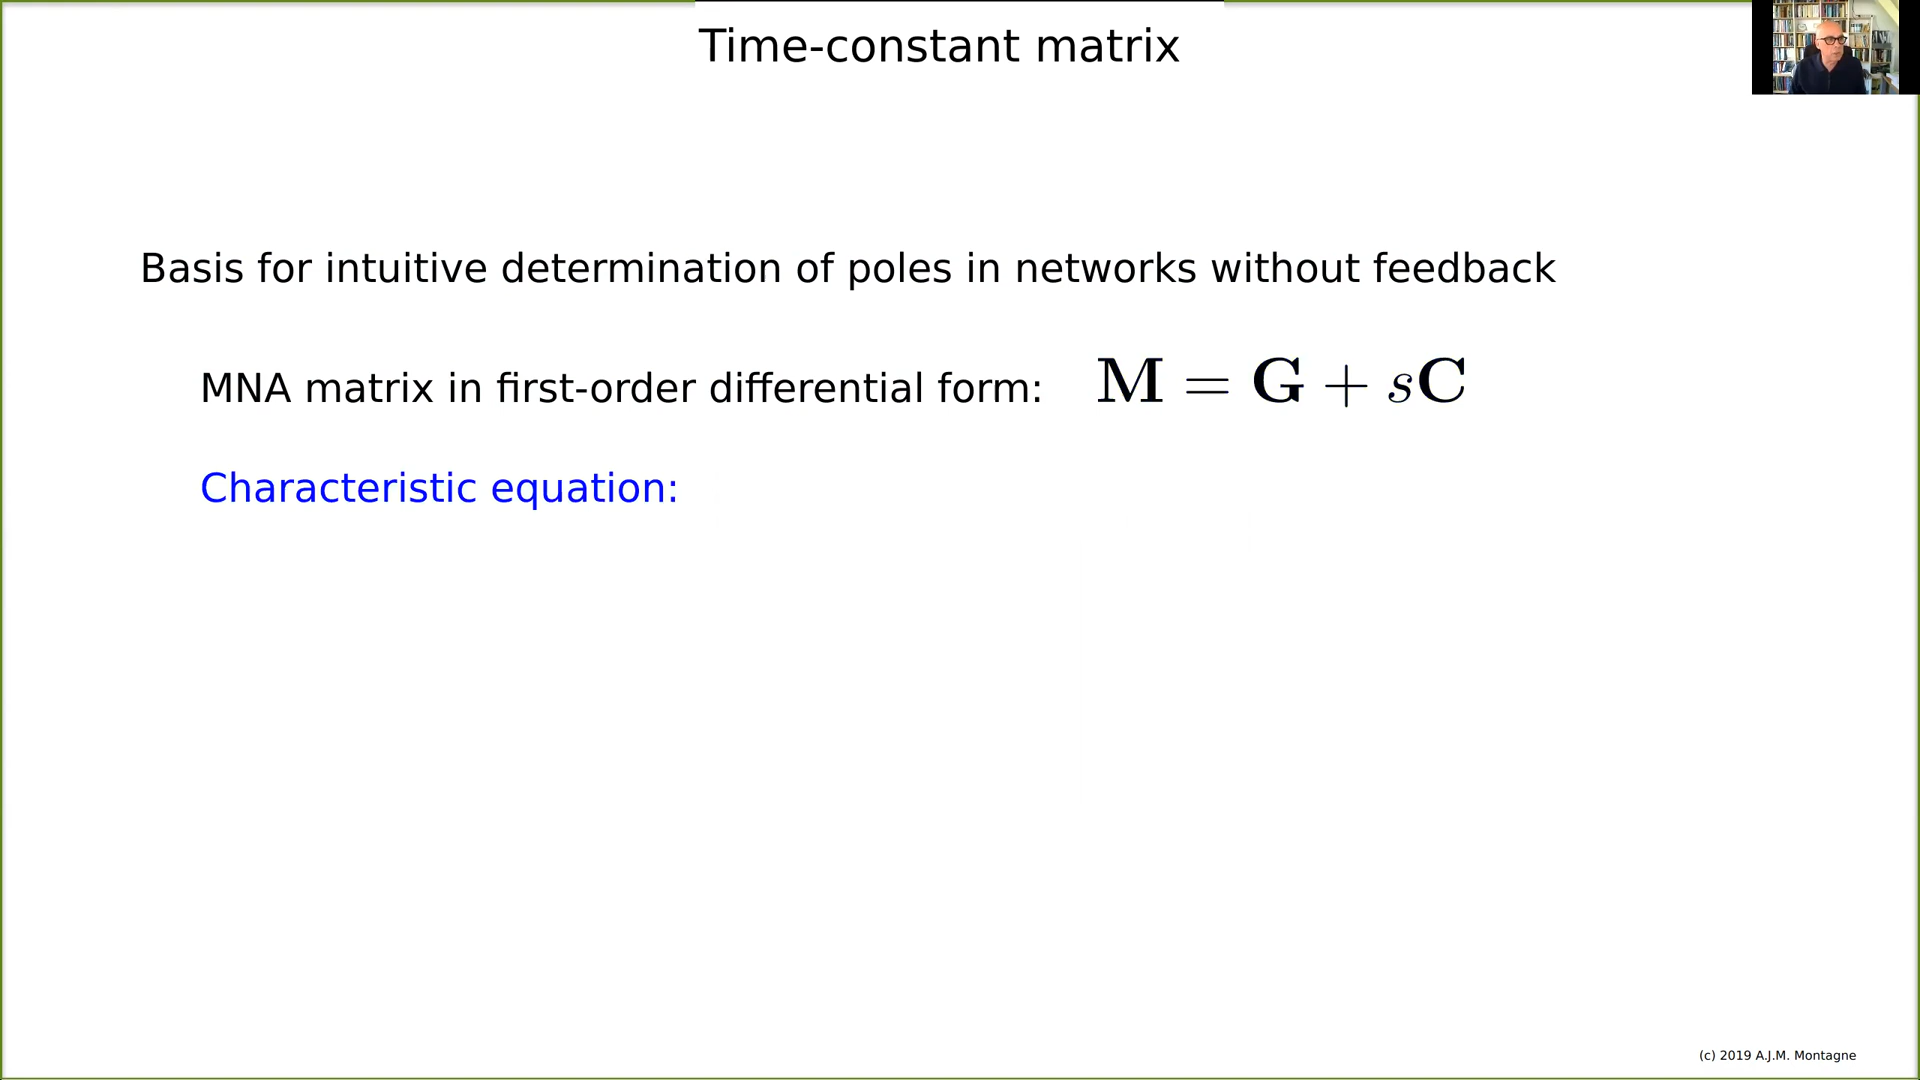 Time-constant matrix
Basis for intuitive determination of poles in networks without feedback
MNA matrix in first-order differential form: M = G + sC
Characteristic equation:
(c) 2019 A.J.M. Montagne